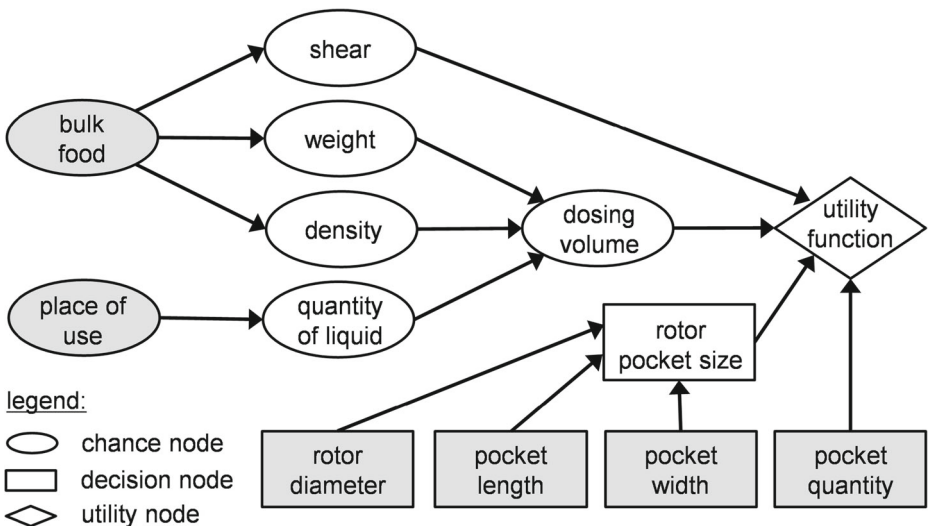 shear
bulk
food
weight
density
dosing
volume
utility
function
place of
use
quantity
of liquid
rotor
pocket size
legend:
chance node
decision node
utility node
rotor
diameter
pocket
length
pocket
width
pocket
quantity